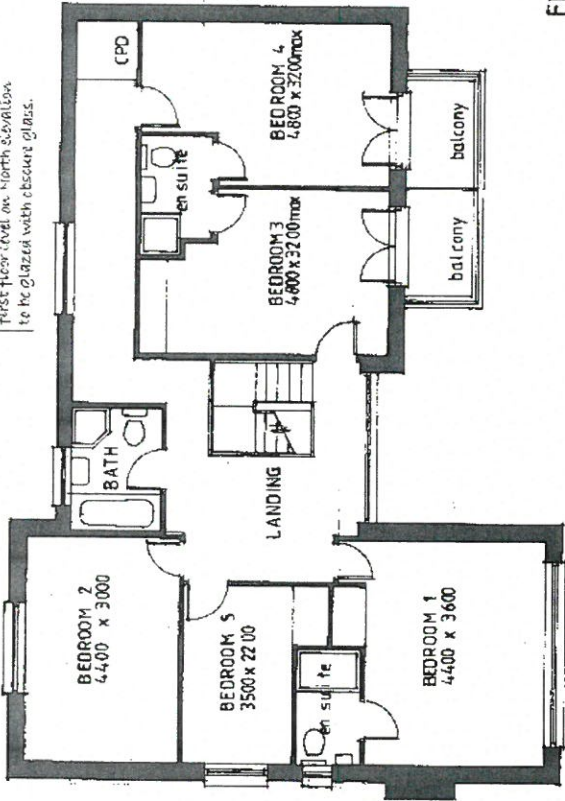 First floor level on North elevation
to be glazed with obscure glass.
CPD
BEDROOM 4
4800 x 3200max
en suite
BEDROOM 3
4800 x 3200max
balcony
balcony
BATH
LANDING
BEDROOM 2
4400 x 3000
BEDROOM 5
3500 x 2200
en suite
BEDROOM 1
4400 x 3600